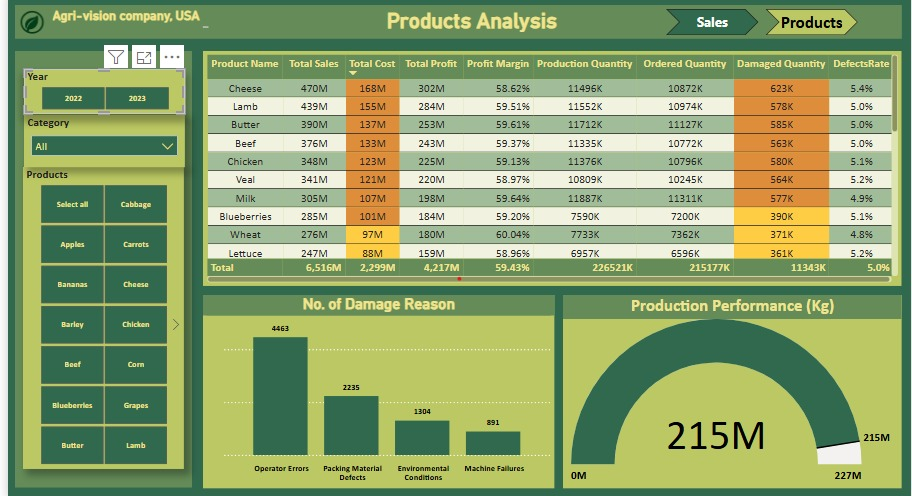 Agri-vision company, USA _
Products Analysis
Sales
Products
Year
2022 2023
Category
All
Products
Select all Cabbage
Apples Carrots
Bananas Cheese
Barley Chicken
Beef Corn
Blueberries Grapes
Butter Lamb
Product Name Total Sales Total Cost Total Profit Profit Margin Production Quantity Ordered Quantity Damaged Quantity DefectsRate
Cheese 470M 168M 302M 58.62% 11496K 10872K 623K 5.4%
Lamb 439M 155M 284M 59.51% 11552K 10974K 578K 5.0%
Butter 390M 137M 253M 59.61% 11712K 11127K 585K 5.0%
Beef 376M 133M 243M 59.37% 11335K 10772K 563K 5.0%
Chicken 348M 123M 225M 59.13% 11376K 10796K 580K 5.1%
Veal 341M 121M 220M 58.97% 10809K 10245K 564K 5.2%
Milk 305M 107M 198M 59.64% 11887K 11311K 577K 4.9%
Blueberries 285M 101M 184M 59.20% 7590K 7200K 390K 5.1%
Wheat 276M 97M 180M 60.04% 7733K 7362K 371K 4.8%
Lettuce 247M 88M 159M 58.96% 6957K 6596K 361K 5.2%
Total 6,516M 2,299M 4,217M 59.43% 226521K 215177K 11343K 5.0%
No. of Damage Reason
4463
2235
1304
891
Operator Errors
Packing Material
Defects
Environmental
Conditions
Machine Failures
Production Performance (Kg)
215M
215M
0M
227M